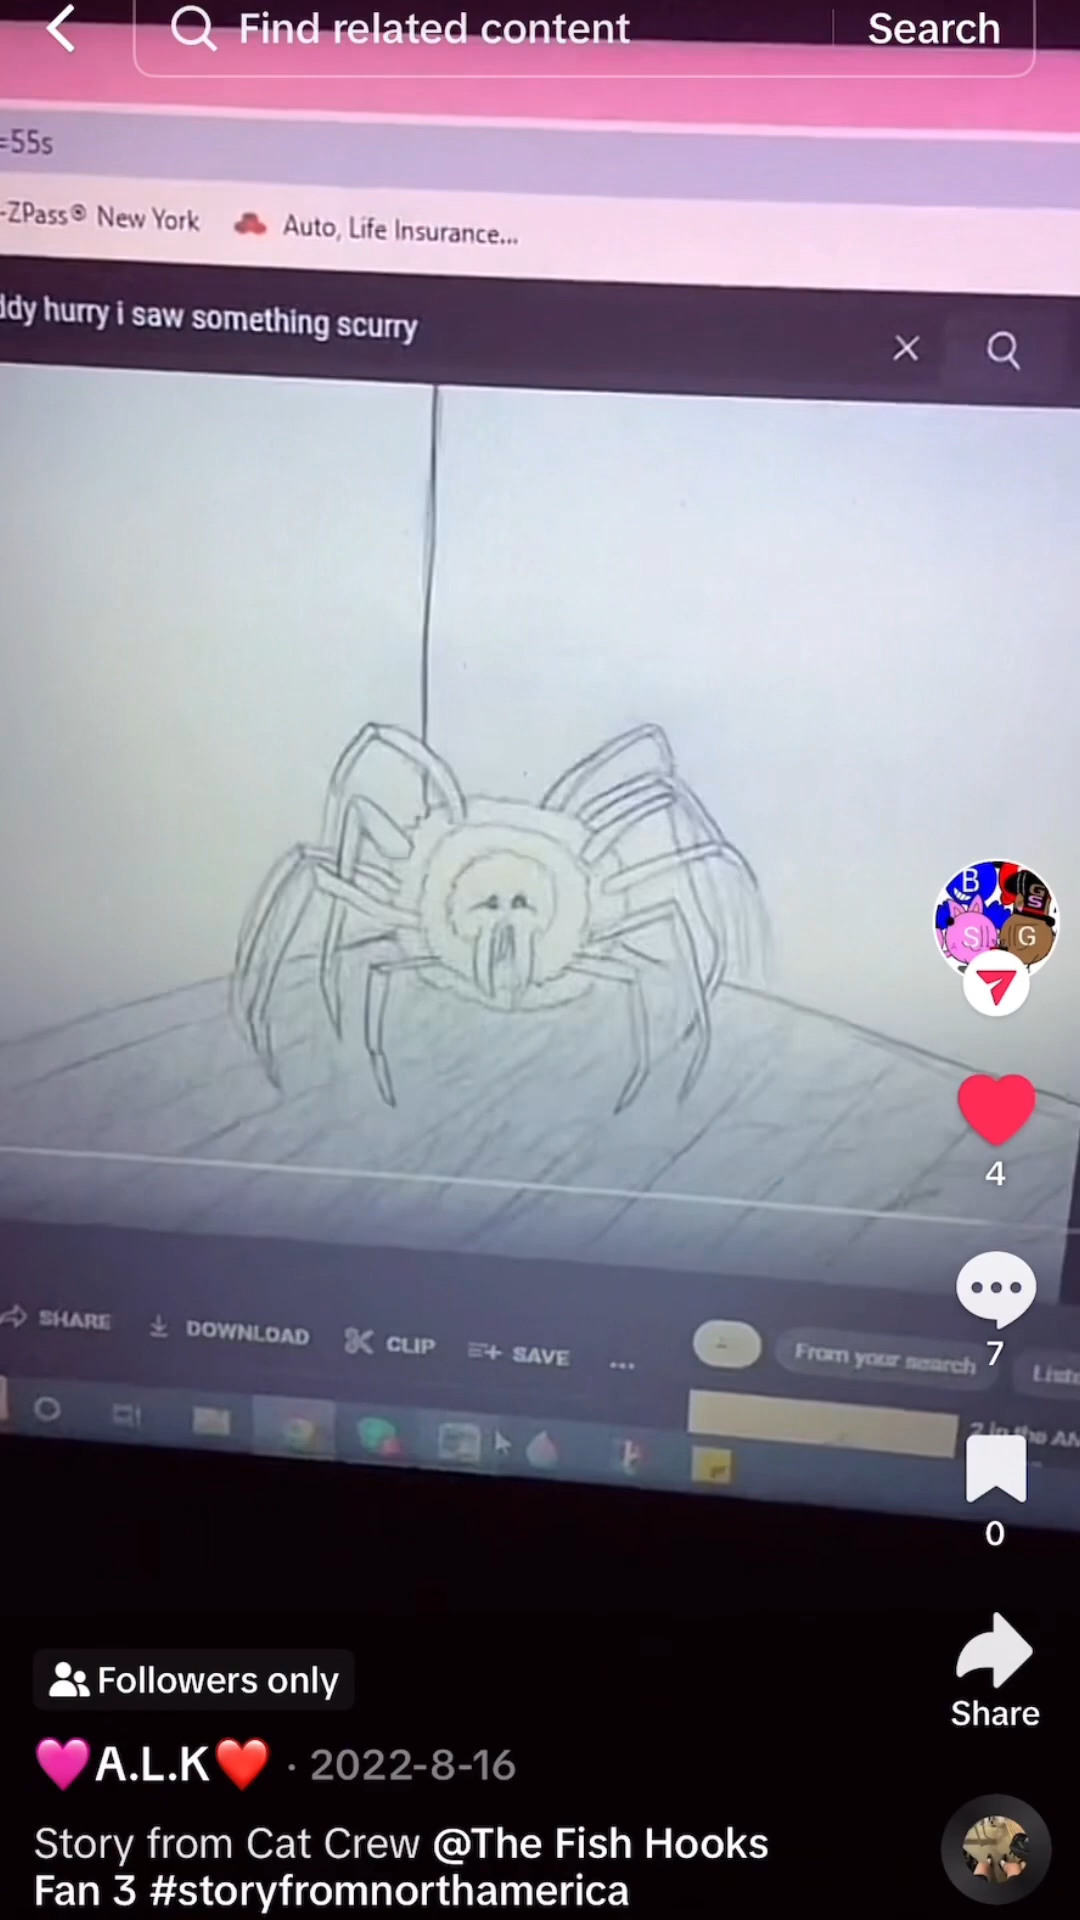 Find related content
Search
=55s
-ZPass® New York
Auto, Life Insurance...
ddy hurry i saw something scurry
B
G
S
S
G
4
SHARE
DOWNLOAD
CLIP
SAVE
From your search
7
0
Followers only
Share
A.L.K · 2022-8-16
Story from Cat Crew @The Fish Hooks
Fan 3 #storyfromnorthamerica